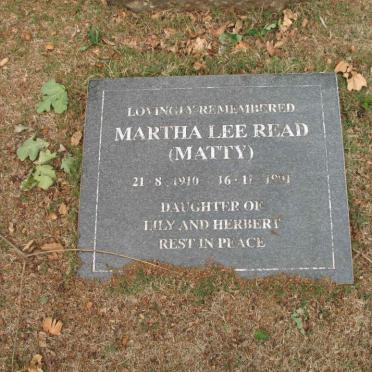 LOVINGLY REMEMBERED
MARTHA LEE READ
(MATTY)
21·8·1910
DAUGHTER OF
LILY AND HERBERT
REST IN PEACE